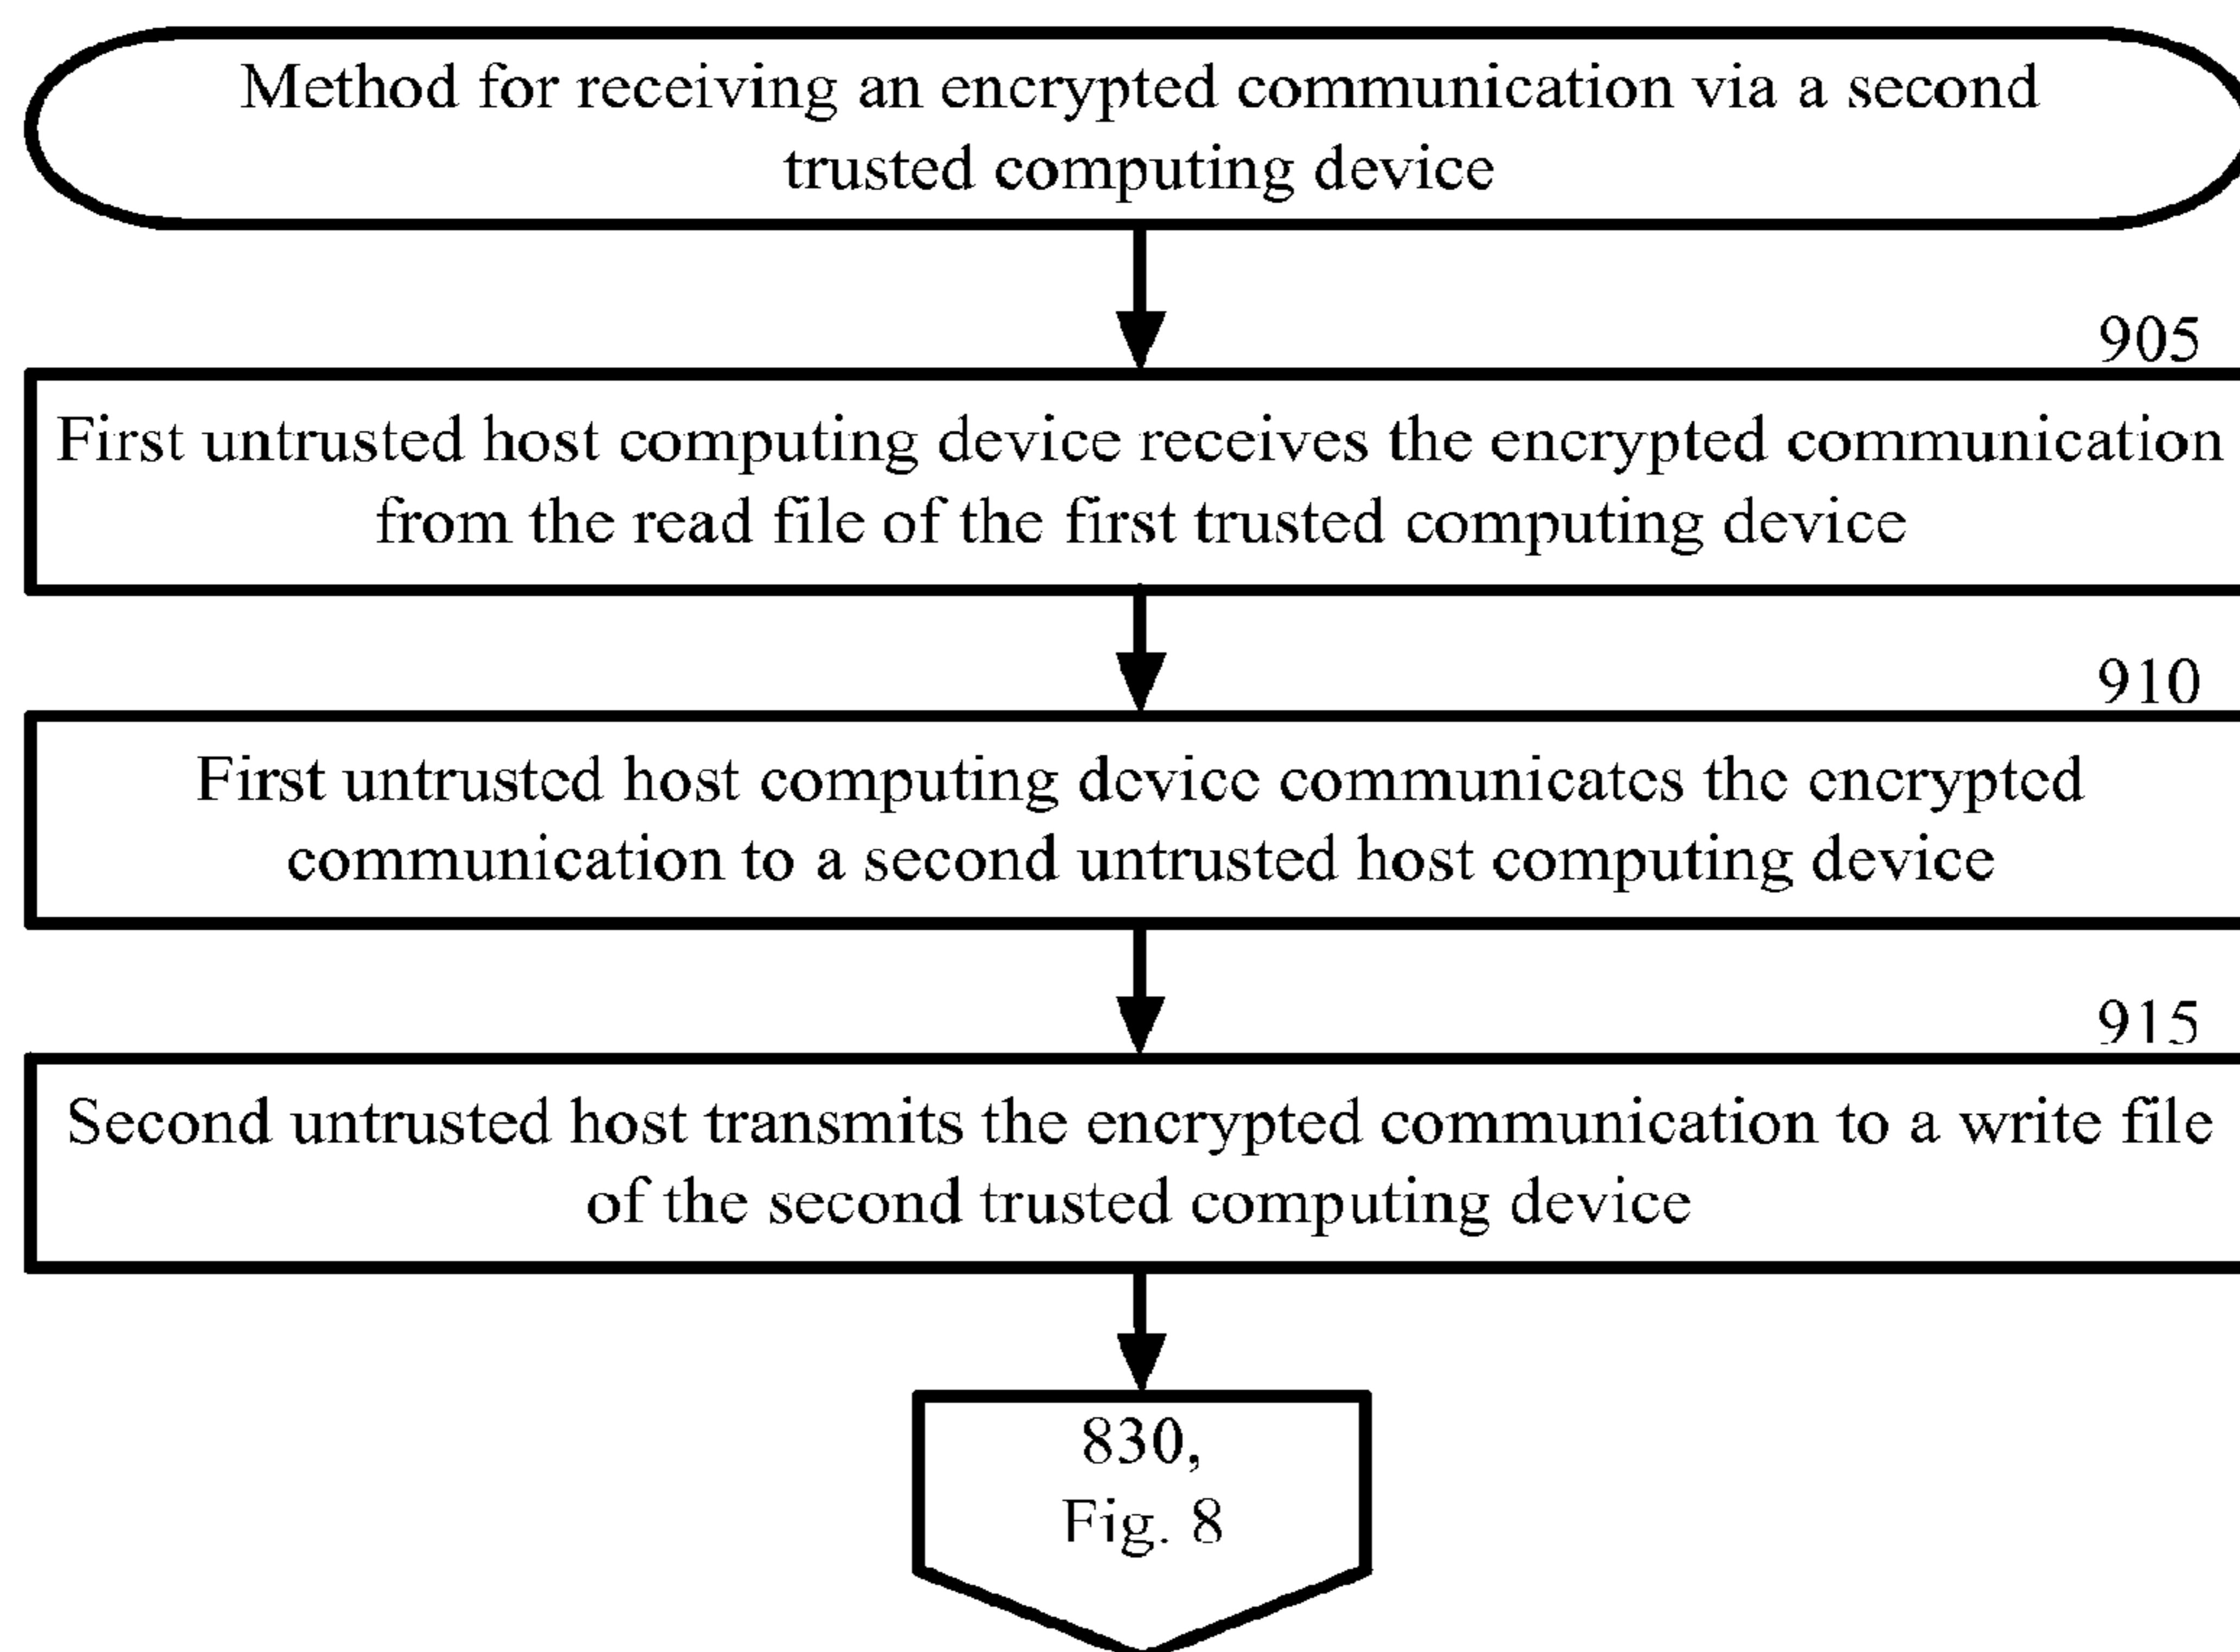 Method for receiving an encrypted communication via a second
trusted computing device
905
First untrusted host computing device receives the encrypted communication
from the read file of the first trusted computing device
910
First untrusted host computing device communicates the encrypted
communication to a second untrusted host computing device
915
Second untrusted host transmits the encrypted communication to a write file
of the second trusted computing device
830,
Fig. 8